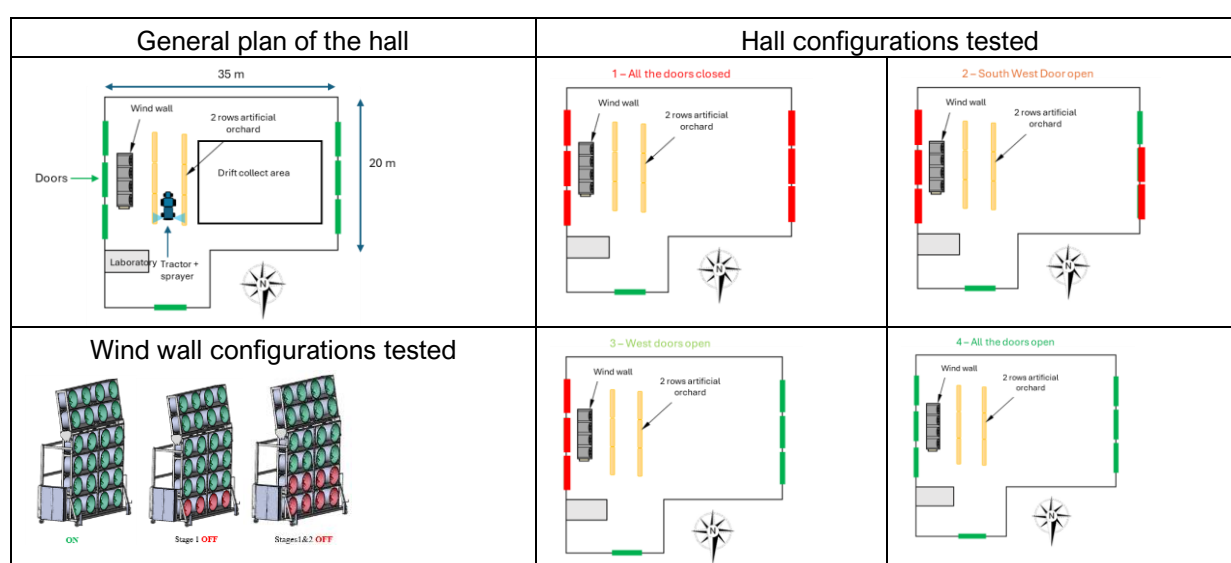 General plan of the hall
Hall configurations tested
35 m
Wind wall
2 rows artificial
orchard
20 m
Doors
Drift collect area
Laboratory
Tractor +
sprayer
N
1 – All the doors closed
Wind wall
2 rows artificial
orchard
N
2 – South West Door open
Wind wall
2 rows artificial
orchard
N
Wind wall configurations tested
ON
Stage 1 OFF
Stages1&2 OFF
3 – West doors open
Wind wall
2 rows artificial
orchard
N
4 – All the doors open
Wind wall
2 rows artificial
orchard
N